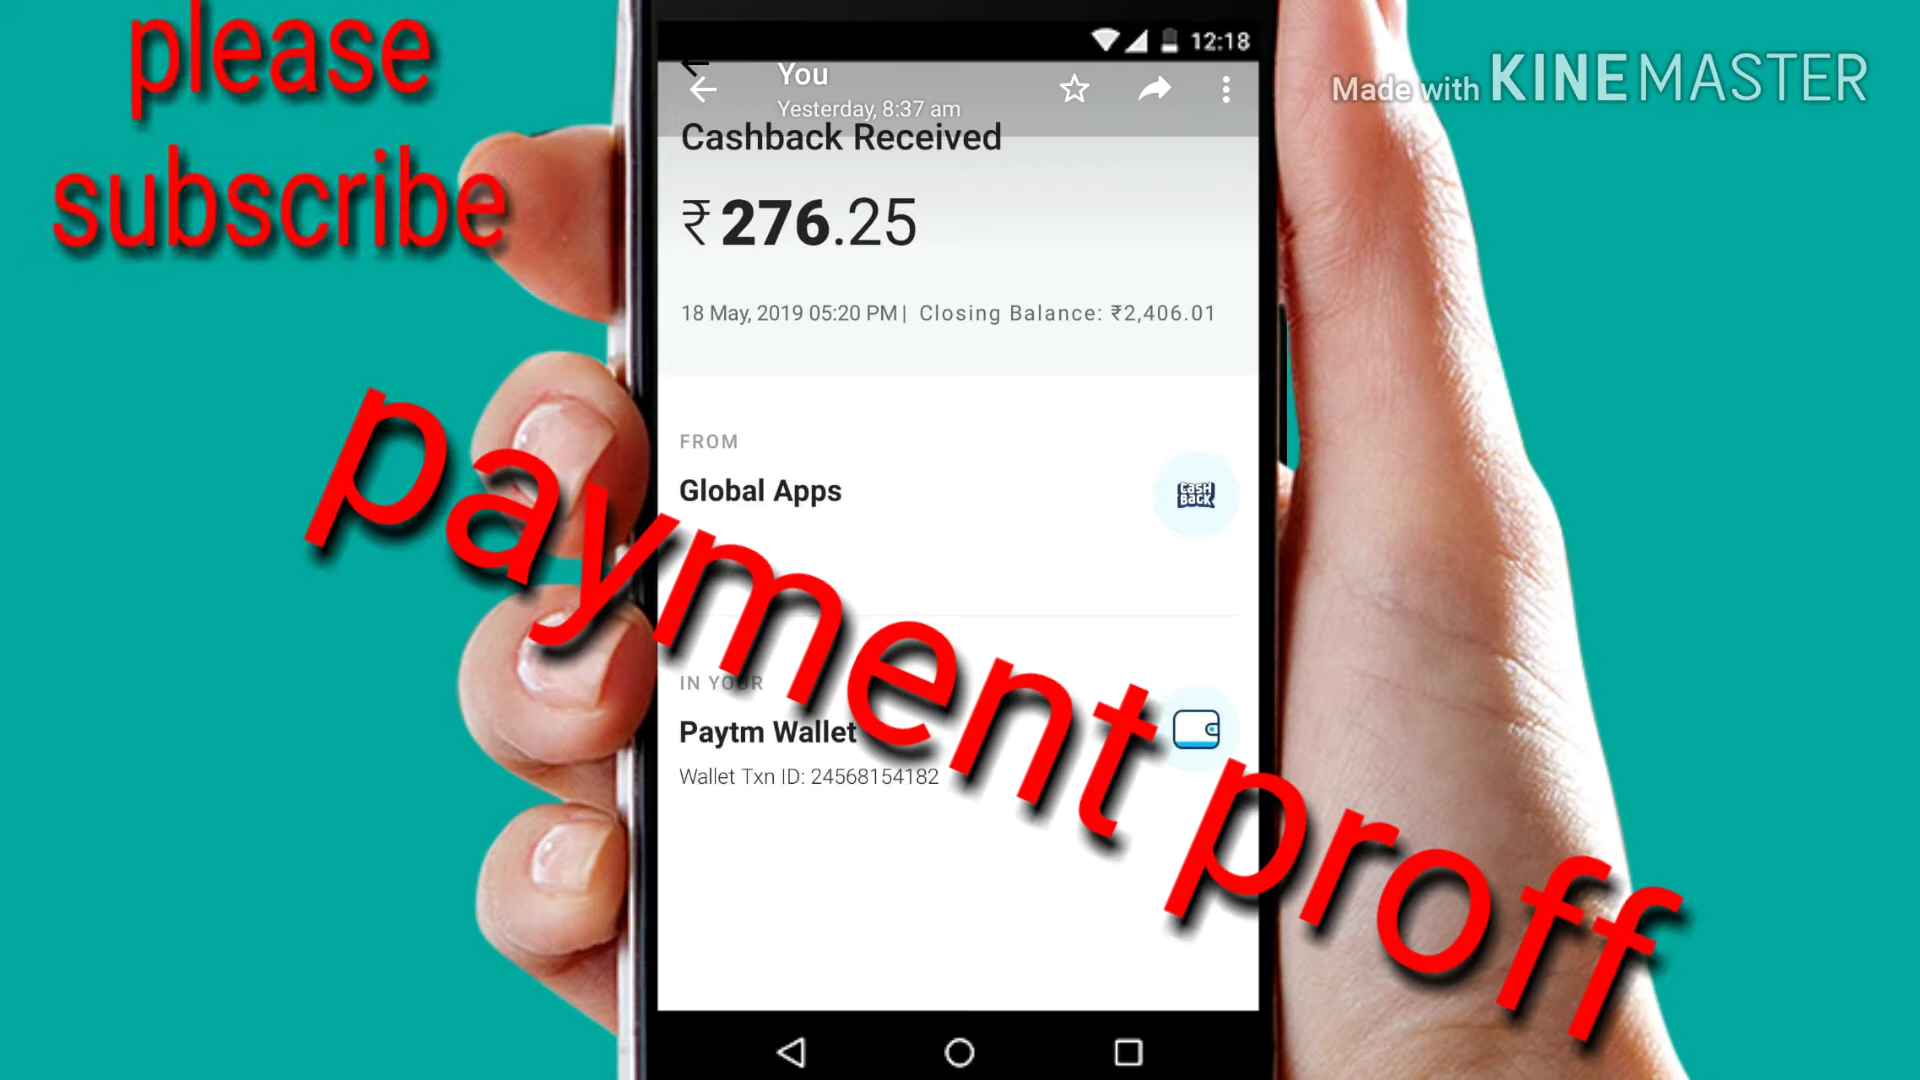 please
subscribe
12:18
Made with KINEMASTER
You
Yesterday, 8:37 am
Cashback Received
₹276.25
18 May, 2019 05:20 PM | Closing Balance: ₹2,406.01
FROM
Global Apps
CASH
BACK
payment proff
IN YOUR
Paytm Wallet
Wallet Txn ID: 24568154182